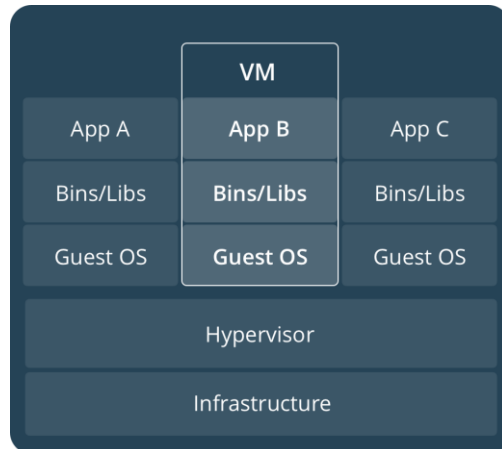 VM
App A App B App C
Bins/Libs Bins/Libs Bins/Libs
Guest OS Guest OS Guest OS
Hypervisor
Infrastructure